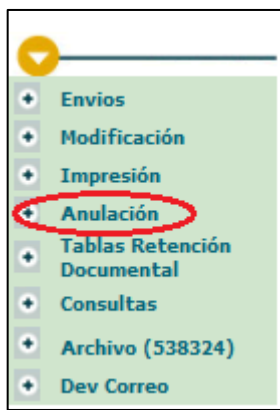 Envios
Modificación
Impresión
Anulación
Tablas Retención
Documental
Consultas
Archivo (538324)
Dev Correo